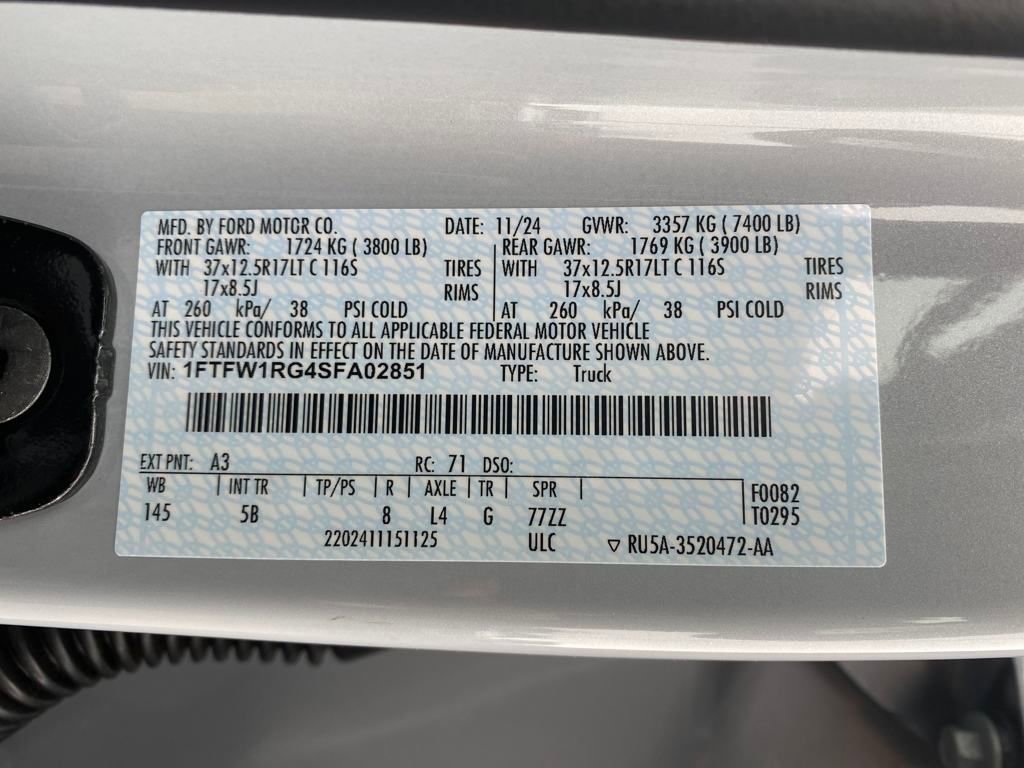 MFD. BY FORD MOTOR CO. DATE: 11/24 GVWR: 3357 KG ( 7400 LB)
FRONT GAWR: 1724 KG ( 3800 LB) REAR GAWR: 1769 KG ( 3900 LB)
WITH 37x12.5R17LT C 116S TIRES WITH 37x12.5R17LT C 116S TIRES
17x8.5J RIMS 17x8.5J RIMS
AT 260 kPa/ 38 PSI COLD AT 260 kPa/ 38 PSI COLD
THIS VEHICLE CONFORMS TO ALL APPLICABLE FEDERAL MOTOR VEHICLE
SAFETY STANDARDS IN EFFECT ON THE DATE OF MANUFACTURE SHOWN ABOVE.
VIN: 1FTFW1RG4SFA02851 TYPE: Truck
EXT PNT: A3 RC: 71 DSO:
WB INT TR TP/PS R AXLE TR SPR F0082
145 5B 8 L4 G 77ZZ T0295
2202411151125 ULC ▽ RU5A-3520472-AA